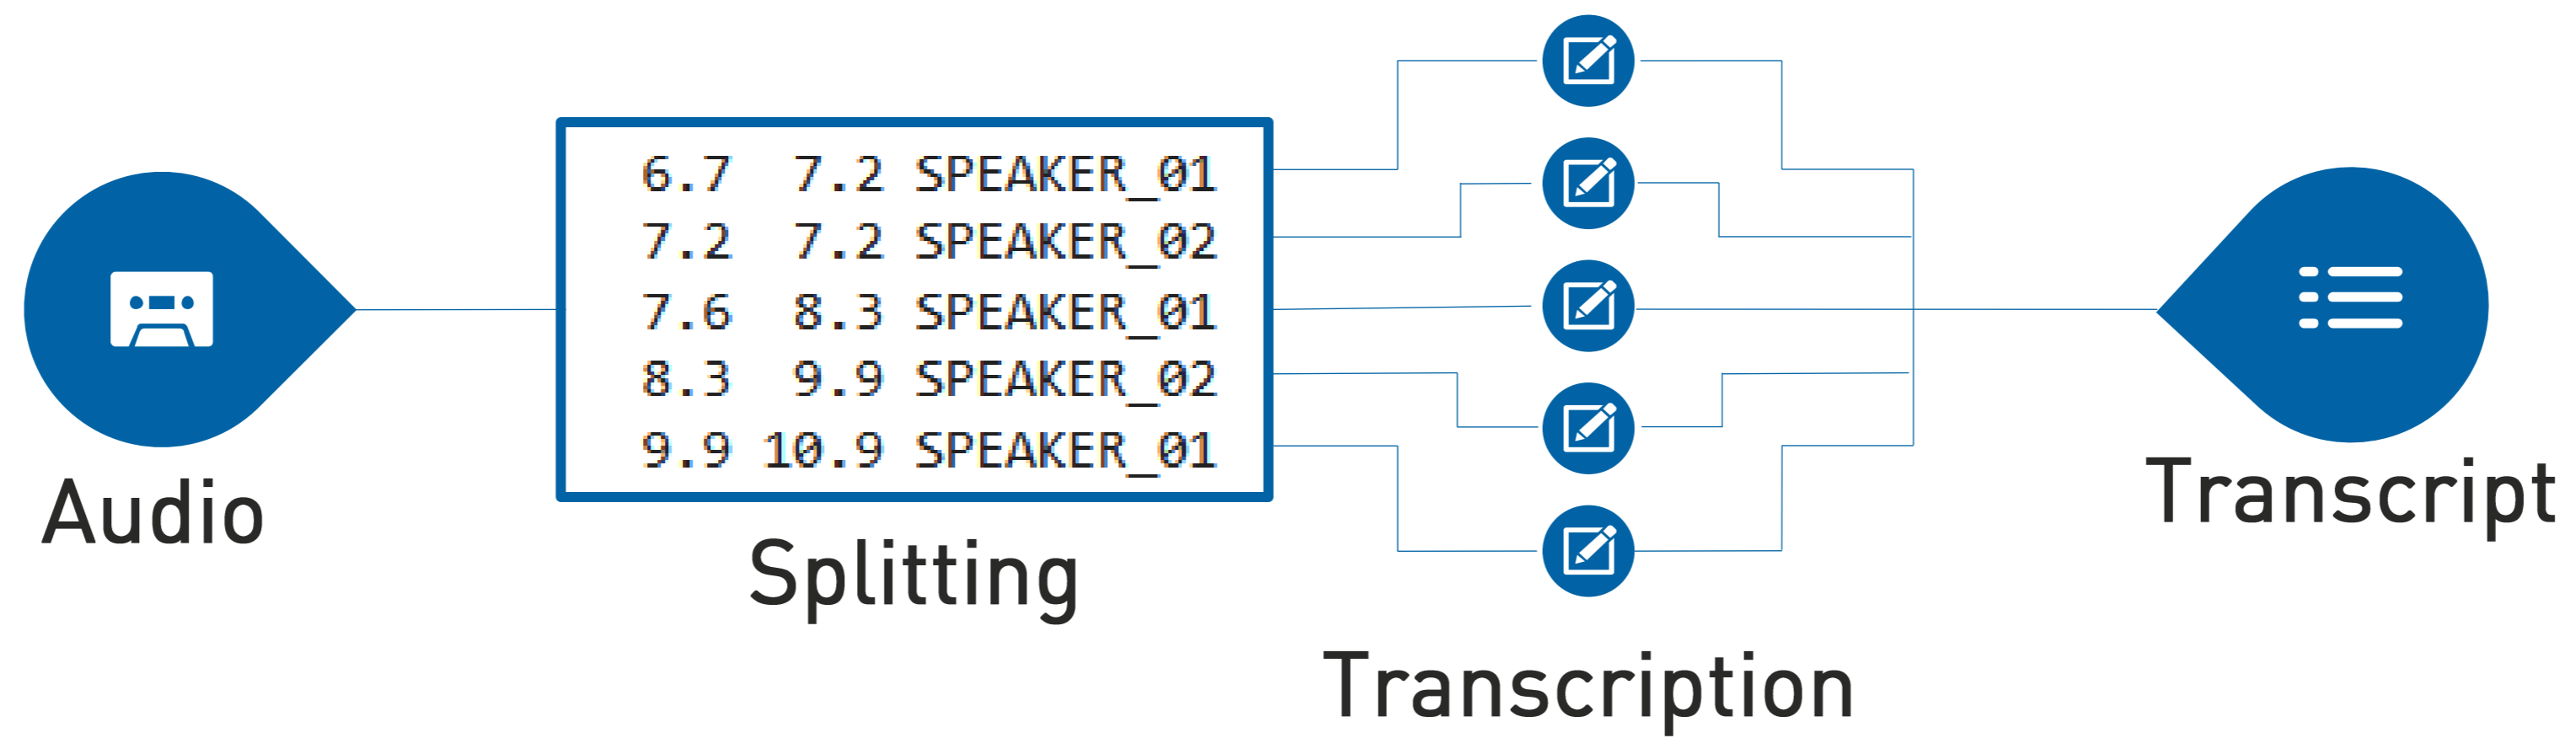 6.7 7.2 SPEAKER_01
7.2 7.2 SPEAKER_02
7.6 8.3 SPEAKER_01
8.3 9.9 SPEAKER_02
9.9 10.9 SPEAKER_01
Audio
Splitting
Transcription
Transcript